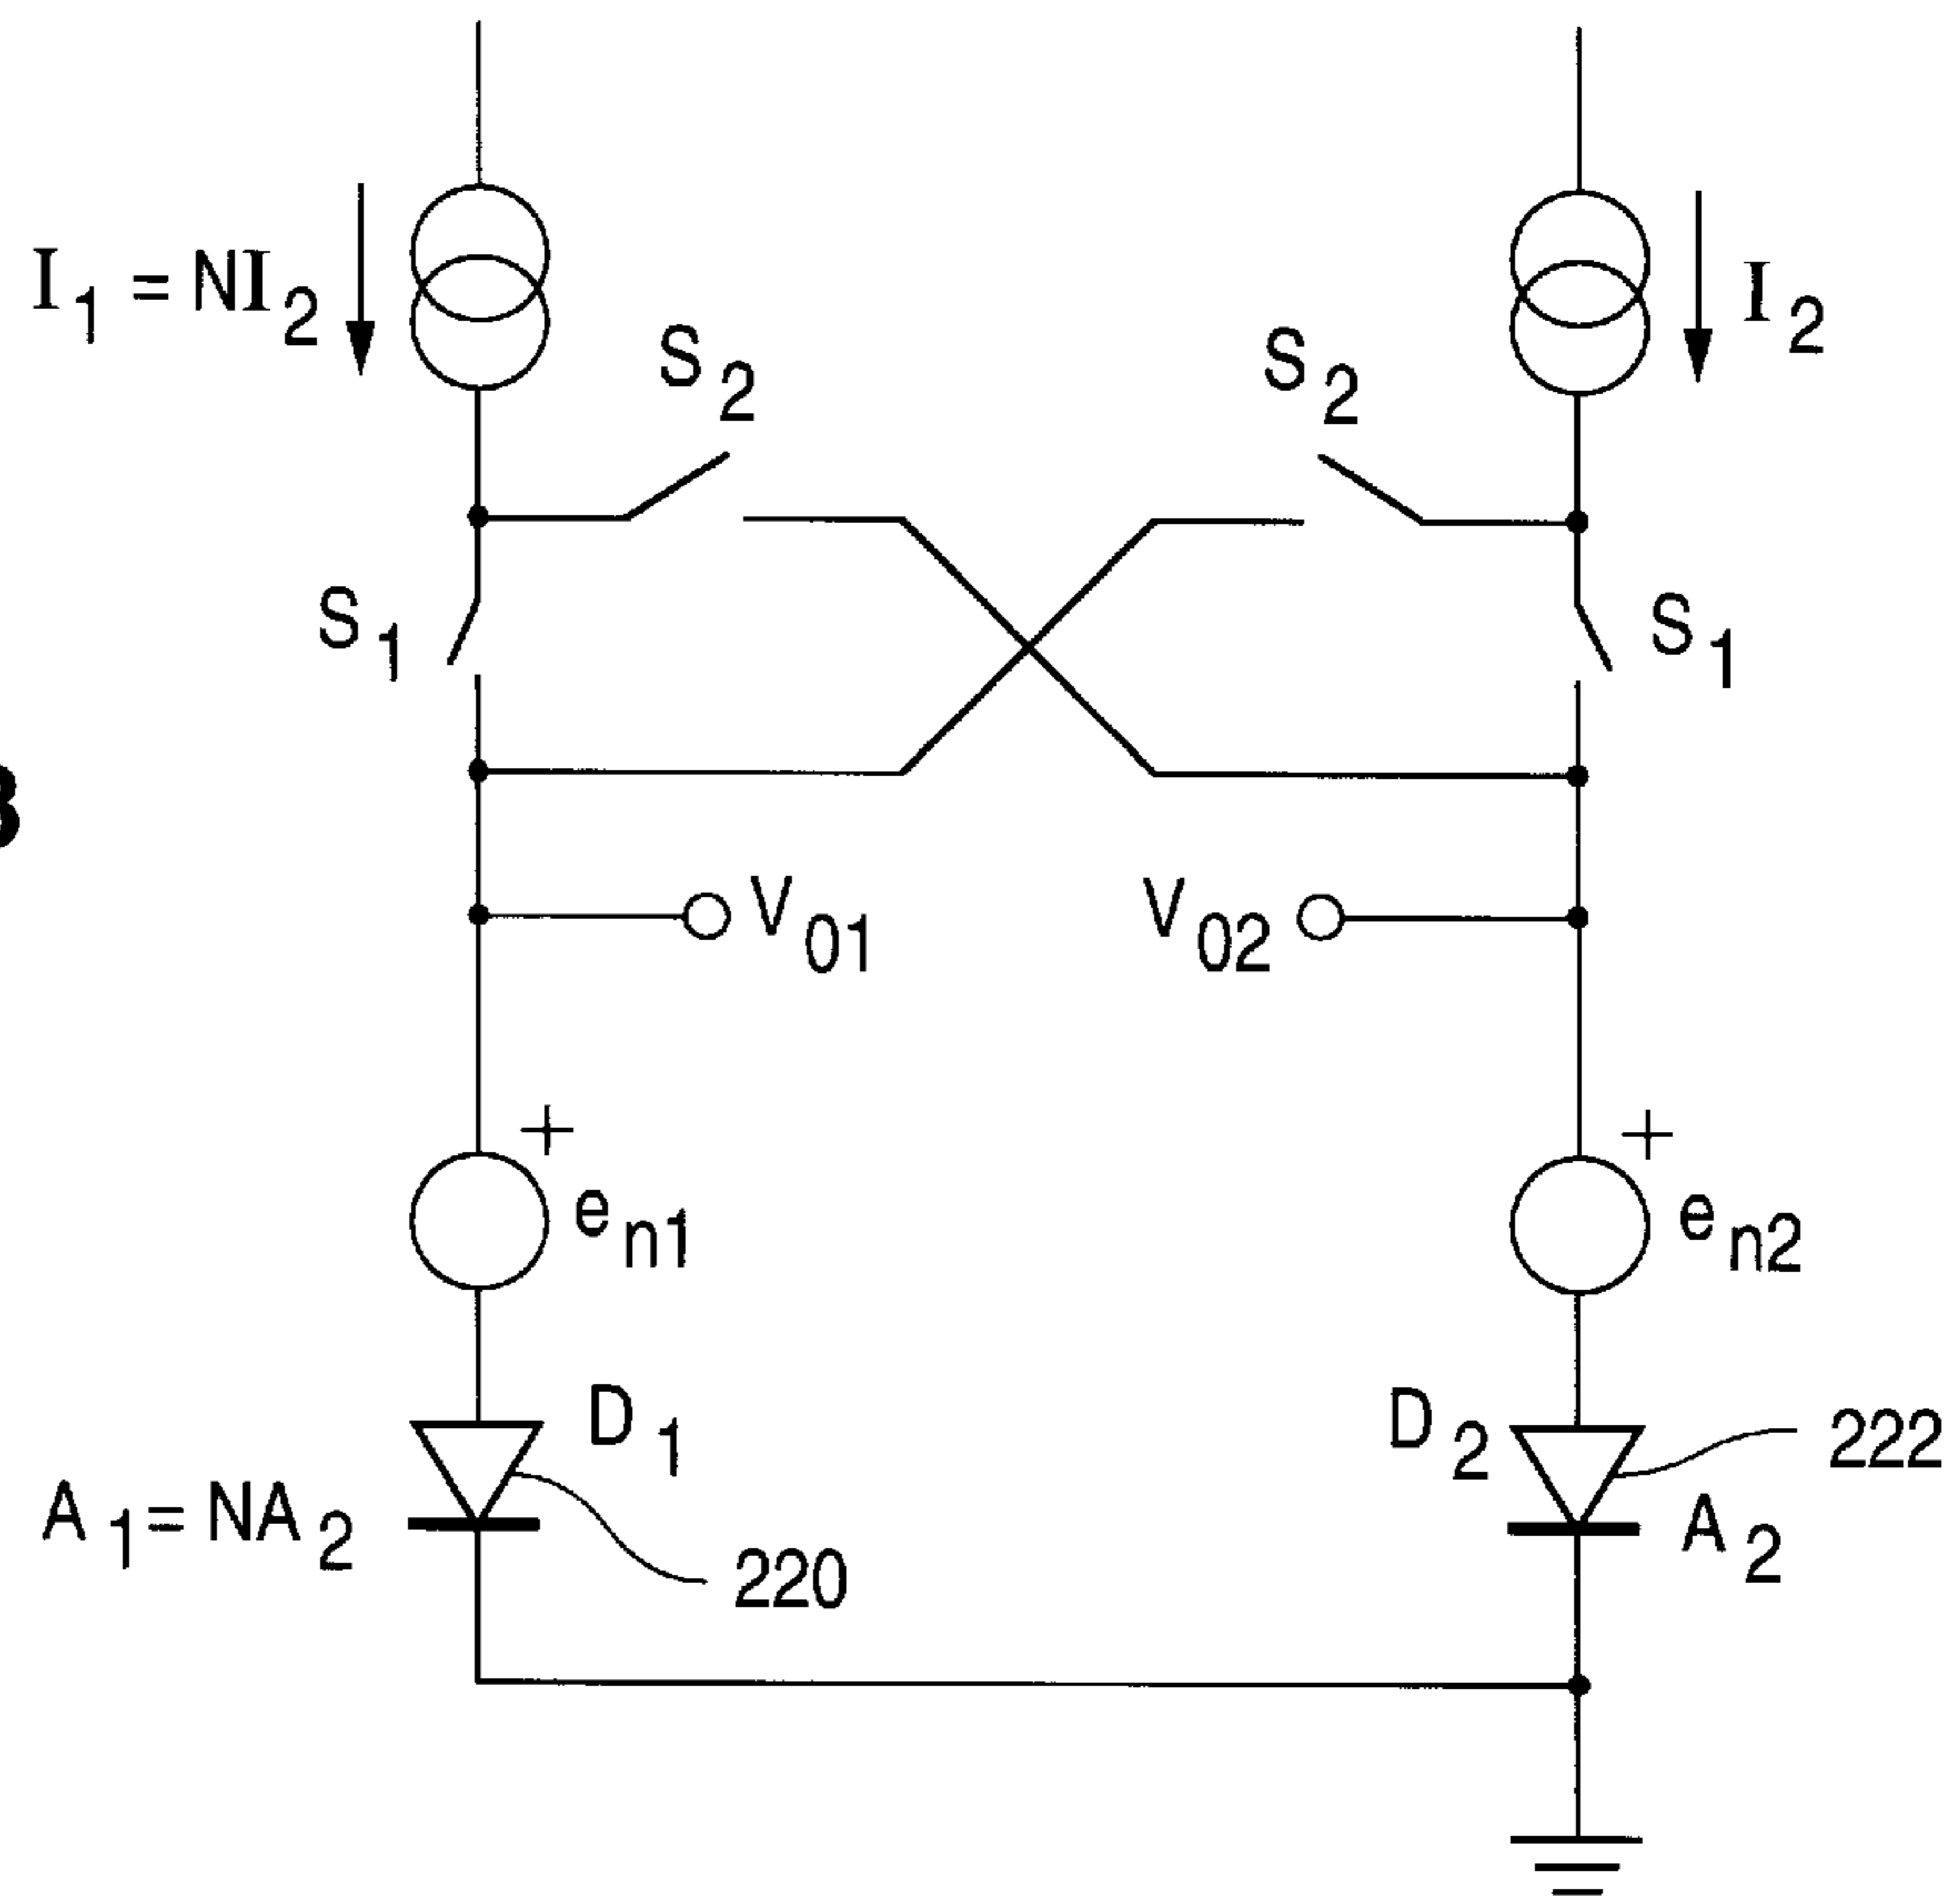 I1 = NI2
I2
S2
S2
S1
S1
V01
V02
+
+
en1
en2
D1
D2
222
A1= NA2
A2
220